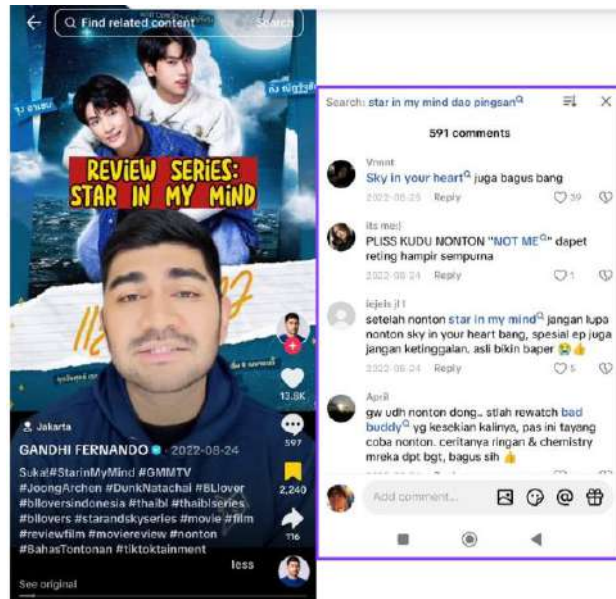 Find related content
Search
REVIEW SERIES:
STAR IN MY MIND
13.8K
597
2,240
116
Jakarta
GANDHI FERNANDO · 2022-08-24
Suka!#StarinMyMind #GMMTV
#JoongArchen #DunkNatachai #BLlover
#blloversindonesia #thaibl #thaiblseries
#bllovers #starandskyseries #movie #film
#reviewfilm #moviereview #nonton
#BahasTontonan #tiktoktainment
less
See original
Search: star in my mind dao pingsan
591 comments
Vnnnt
Sky in your heart juga bagus bang
2022-08-25 Reply
39
its me:)
PLISS KUDU NONTON "NOT ME" dapet
reting hampir sempurna
2022-08-24 Reply
1
setelah nonton star in my mind jangan lupa
nonton sky in your heart bang, spesial ep juga
jangan ketinggalan. asli bikin baper 😭👍
2022-08-24 Reply
5
April
gw udh nonton dong.. stlah rewatch bad
buddy yg kesekian kalinya, pas ini tayang
coba nonton. ceritanya ringan & chemistry
mreka dpt bgt, bagus sih 👍
Add comment...